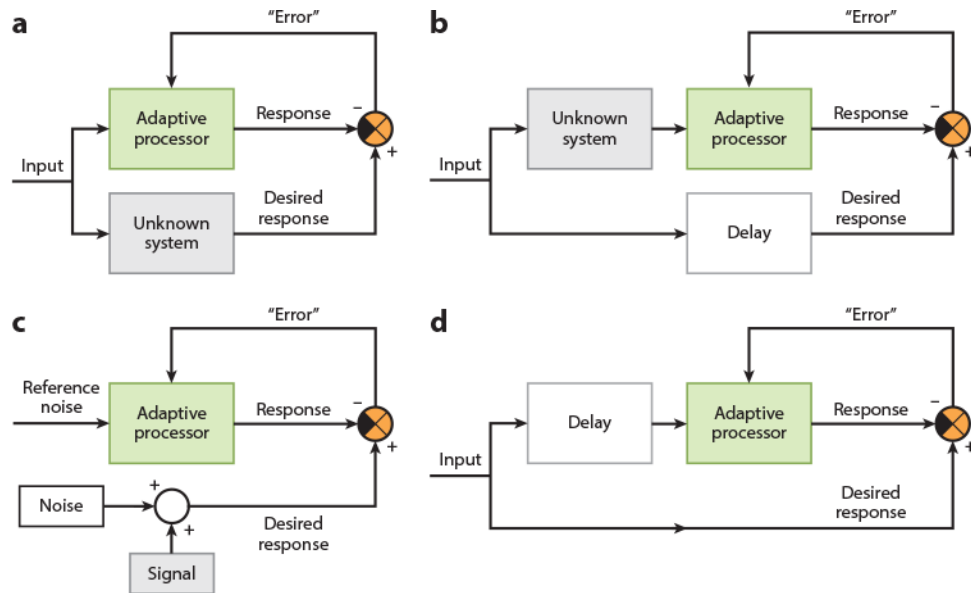 a
“Error”
Adaptive
processor
Response
−
+
Input
Unknown
system
Desired
response
b
“Error”
Unknown
system
Adaptive
processor
Response
−
+
Input
Delay
Desired
response
c
“Error”
Reference
noise
Adaptive
processor
Response
−
+
Noise
+
+
Desired
response
Signal
d
“Error”
Delay
Adaptive
processor
Response
−
+
Input
Desired
response